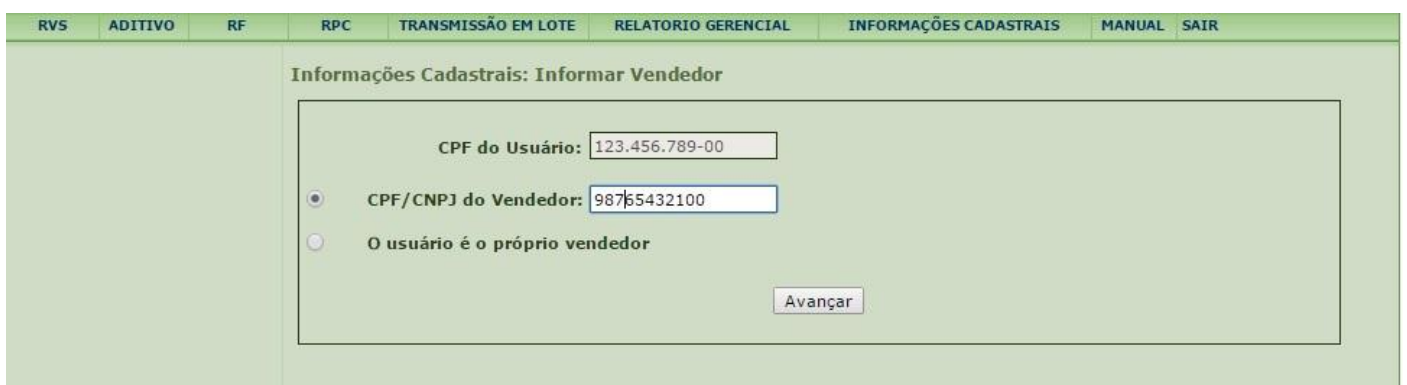 RVS ADITIVO RF RPC TRANSMISSÃO EM LOTE RELATORIO GERENCIAL INFORMAÇÕES CADASTRAIS MANUAL SAIR
Informações Cadastrais: Informar Vendedor
CPF do Usuário: 123.456.789-00
CPF/CNPJ do Vendedor: 98765432100
O usuário é o próprio vendedor
Avançar